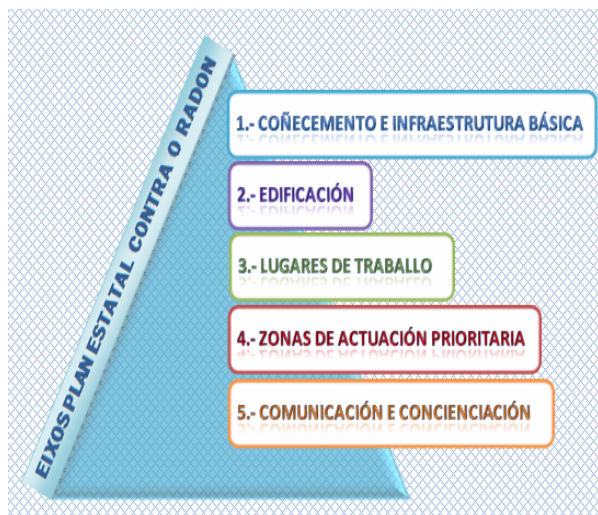 EIXOS PLAN ESTATAL CONTRA O RADON
1.- COÑECEMENTO E INFRAESTRUTURA BÁSICA
2.- EDIFICACIÓN
3.- LUGARES DE TRABALLO
4.- ZONAS DE ACTUACIÓN PRIORITARIA
5.- COMUNICACIÓN E CONCIENCIACIÓN